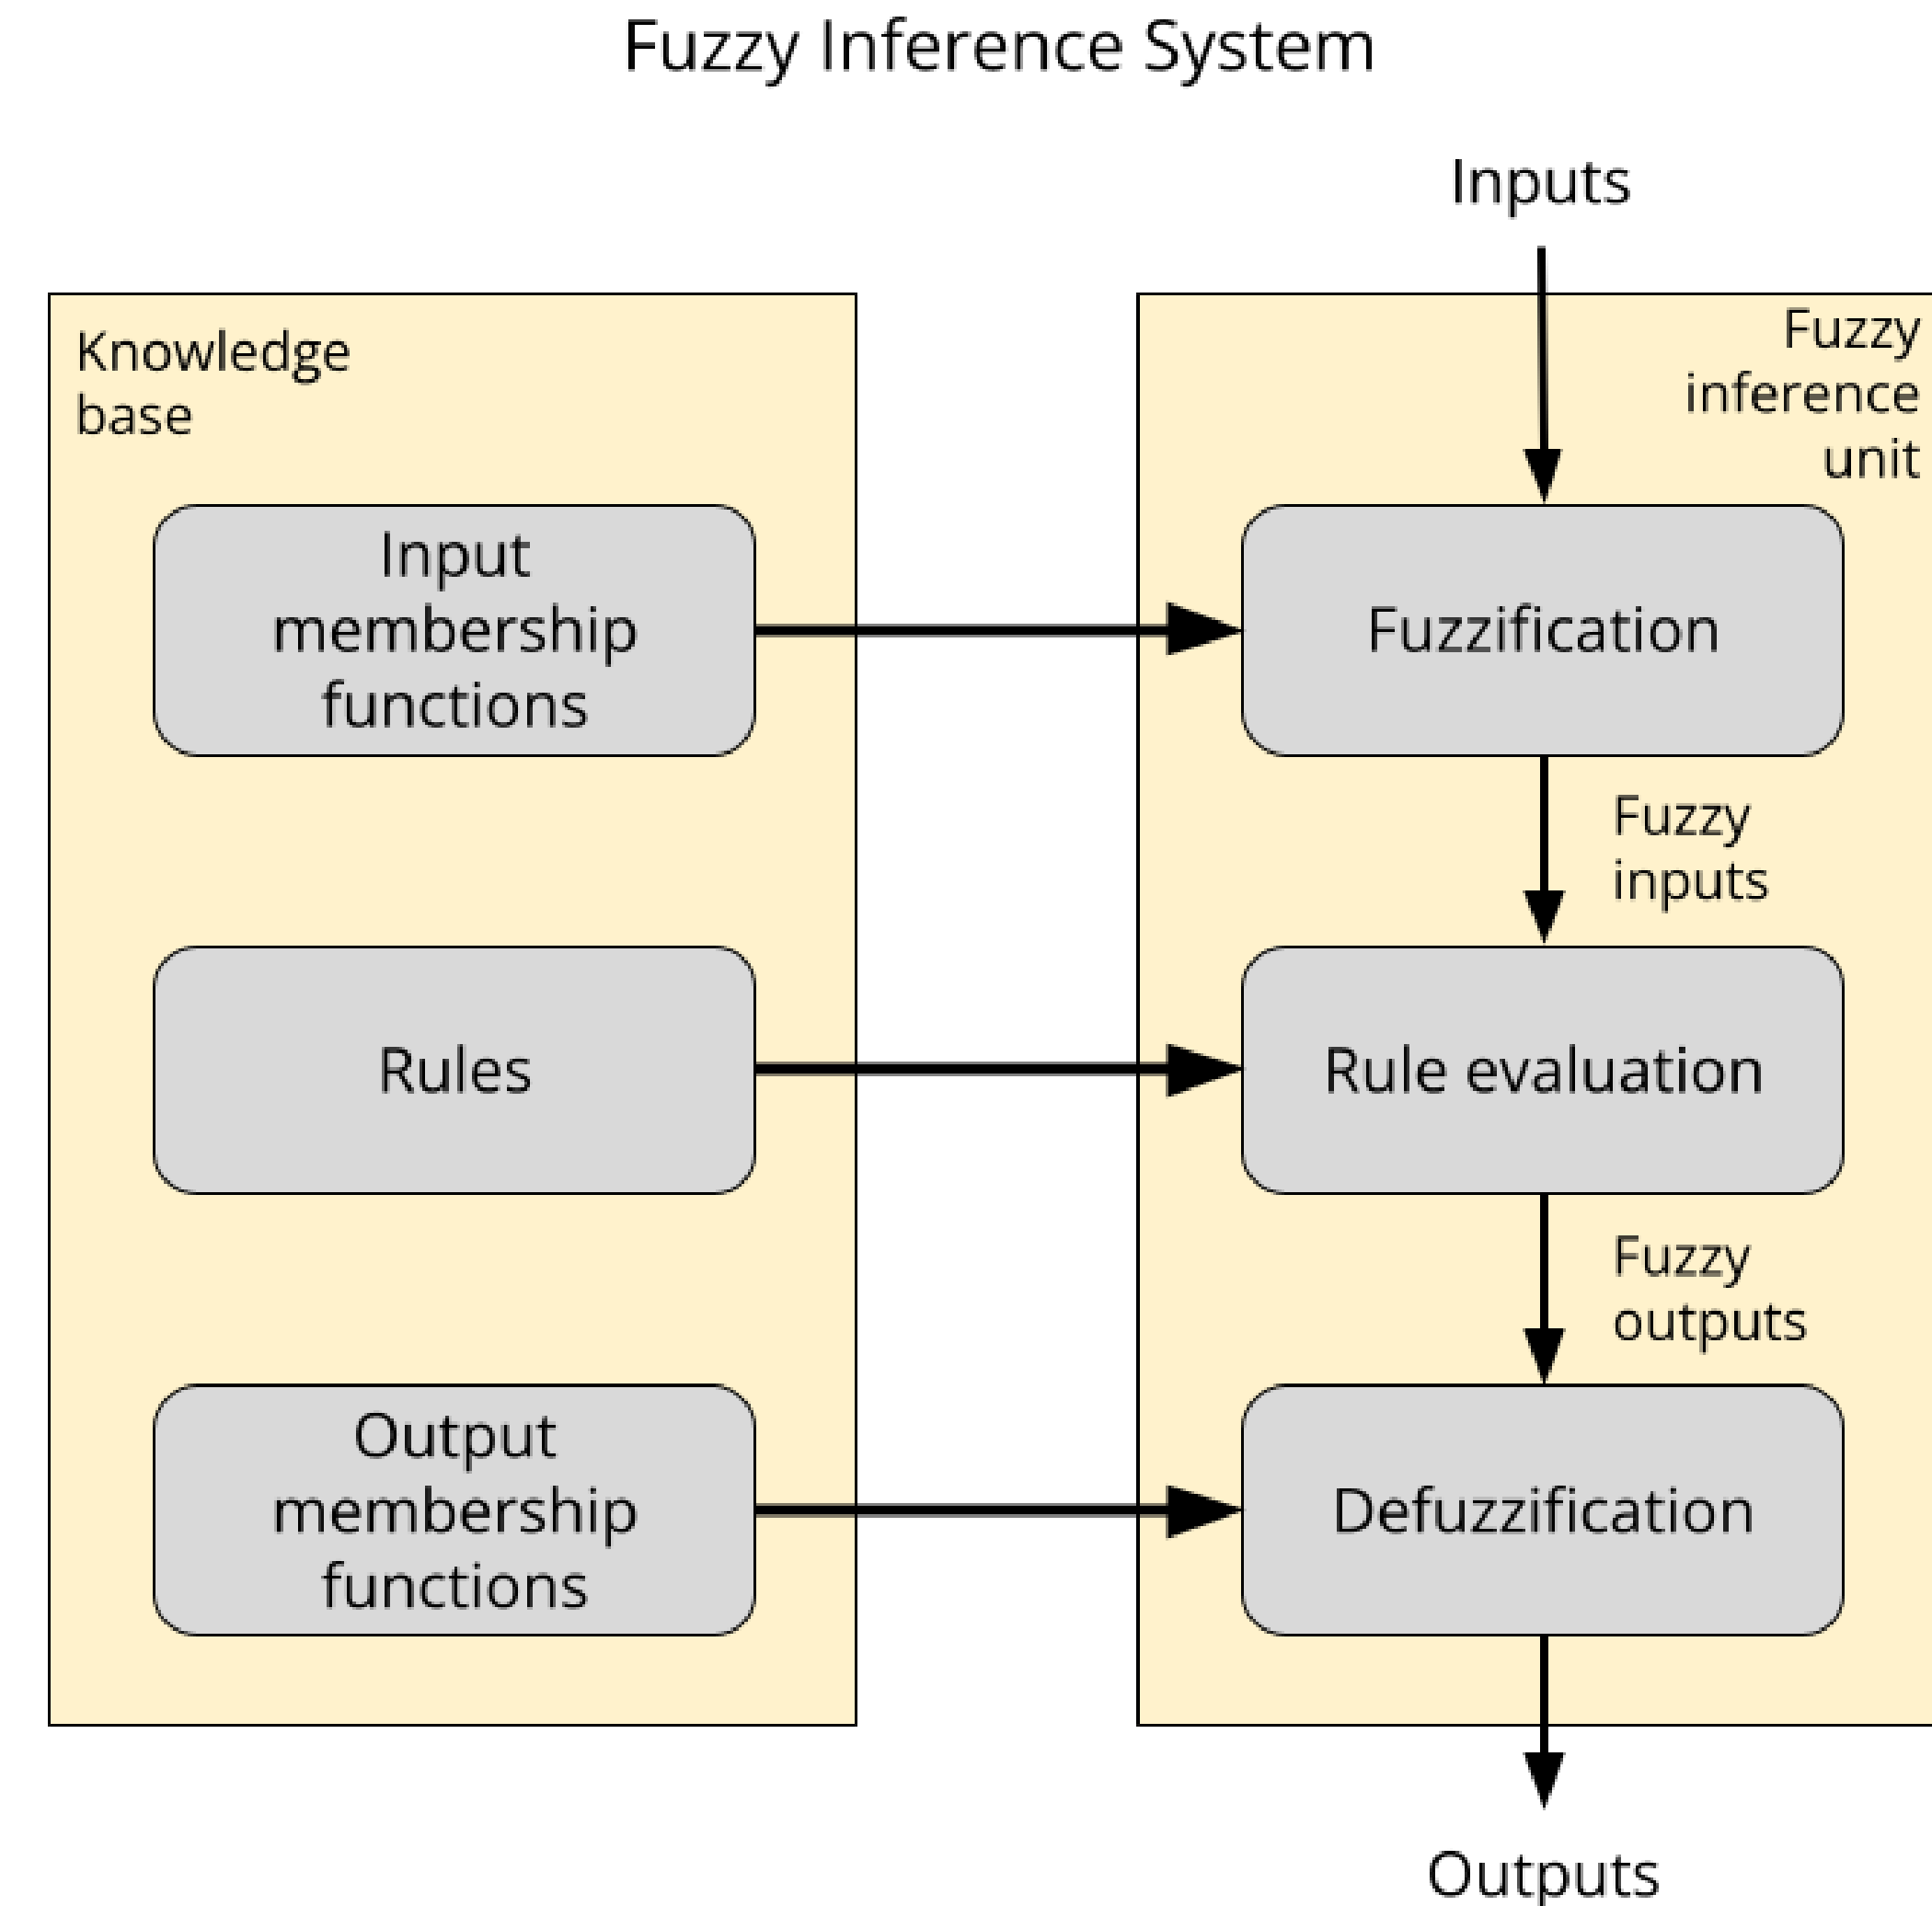 Fuzzy Inference System
Inputs
Knowledge
base
Fuzzy
inference
unit
Input
membership
functions
Fuzzification
Fuzzy
inputs
Rules
Rule evaluation
Fuzzy
outputs
Output
membership
functions
Defuzzification
Outputs